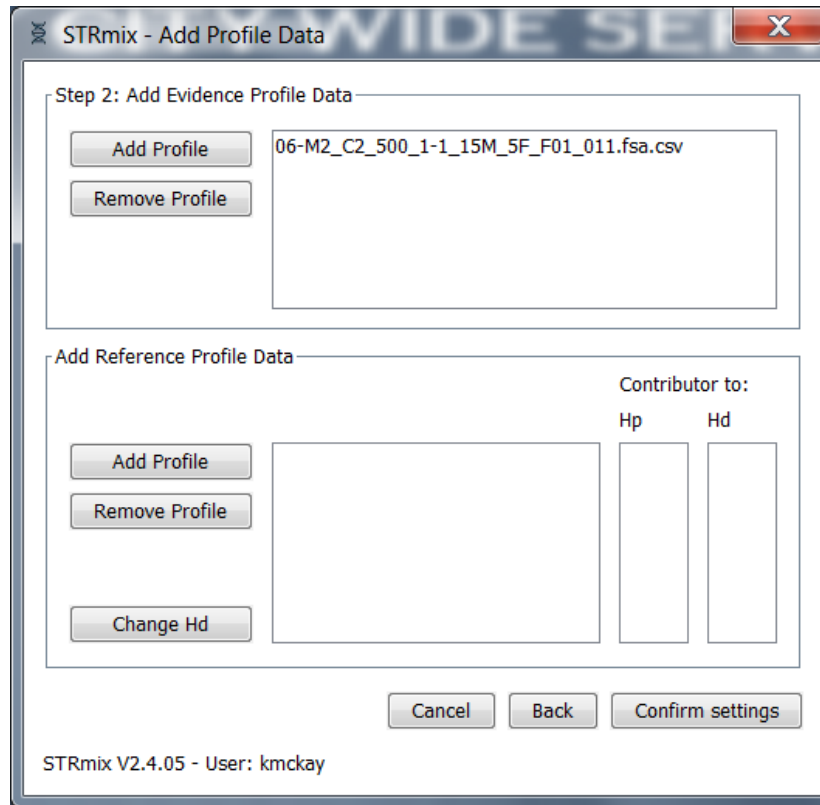 STRmix - Add Profile Data
Step 2: Add Evidence Profile Data
Add Profile
06-M2_C2_500_1-1_15M_5F_F01_011.fsa.csv
Remove Profile
Add Reference Profile Data
Contributor to:
Hp Hd
Add Profile
Remove Profile
Change Hd
Cancel Back Confirm settings
STRmix V2.4.05 - User: kmckay